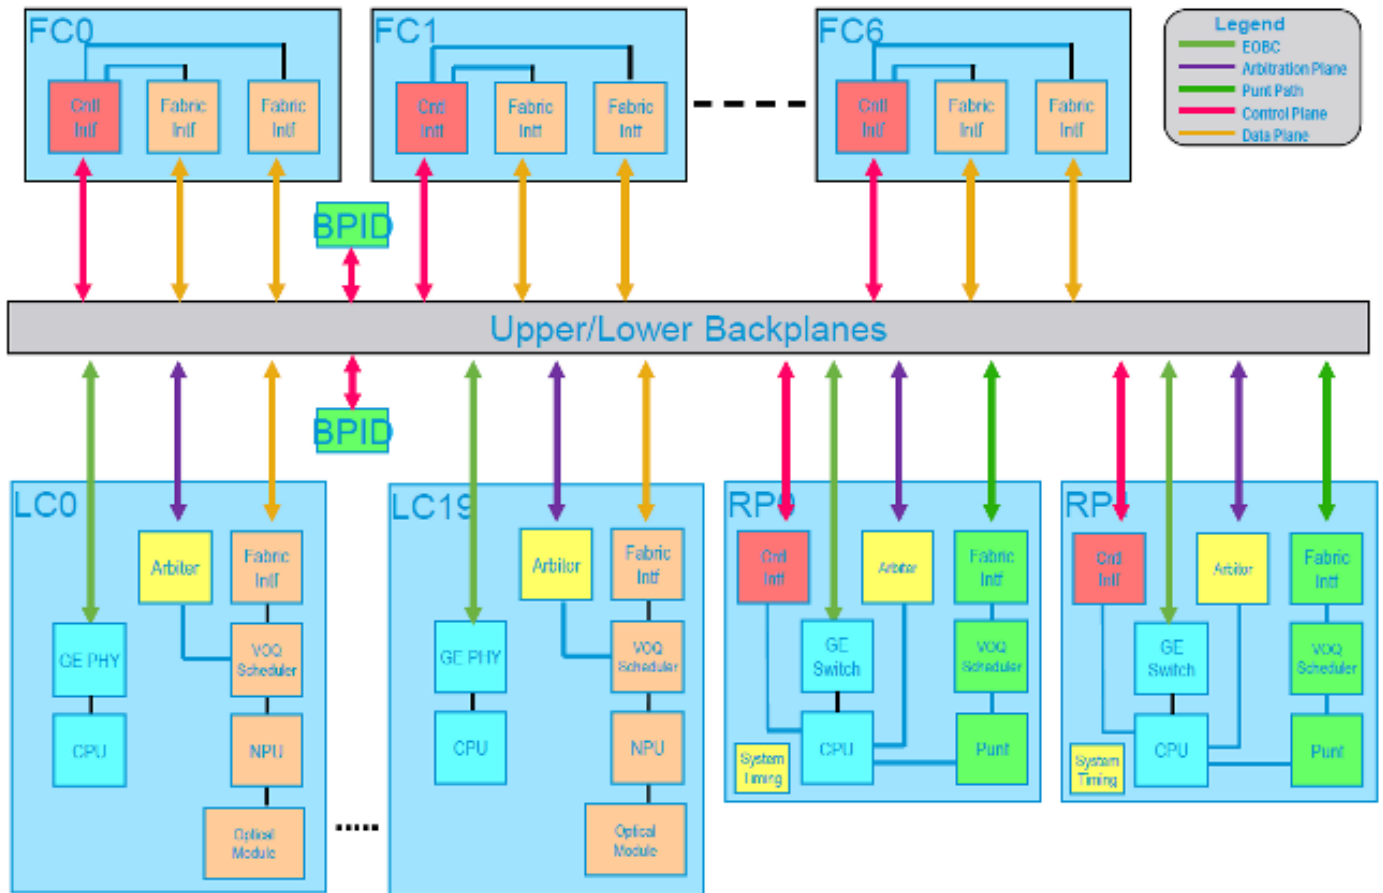 FC0
FC1
FC6
Legend
EOBC
Arbitration Plane
Punt Path
Control Plane
Data Plane
Cntl
Intf
Fabric
Intf
Fabric
Intf
Cntl
Intf
Fabric
Intf
Fabric
Intf
Cntl
Intf
Fabric
Intf
Fabric
Intf
BPID
Upper/Lower Backplanes
BPID
LC0
Arbiter
Fabric
Intf
GE PHY
VOQ
Scheduler
CPU
NPU
Optical
Module
LC19
Arbiter
Fabric
Intf
GE PHY
VOQ
Scheduler
CPU
NPU
Optical
Module
RP0
Cntl
Intf
Arbiter
Fabric
Intf
GE
Switch
VOQ
Scheduler
System
Timing
CPU
Punt
RP1
Cntl
Intf
Arbiter
Fabric
Intf
GE
Switch
VOQ
Scheduler
System
Timing
CPU
Punt